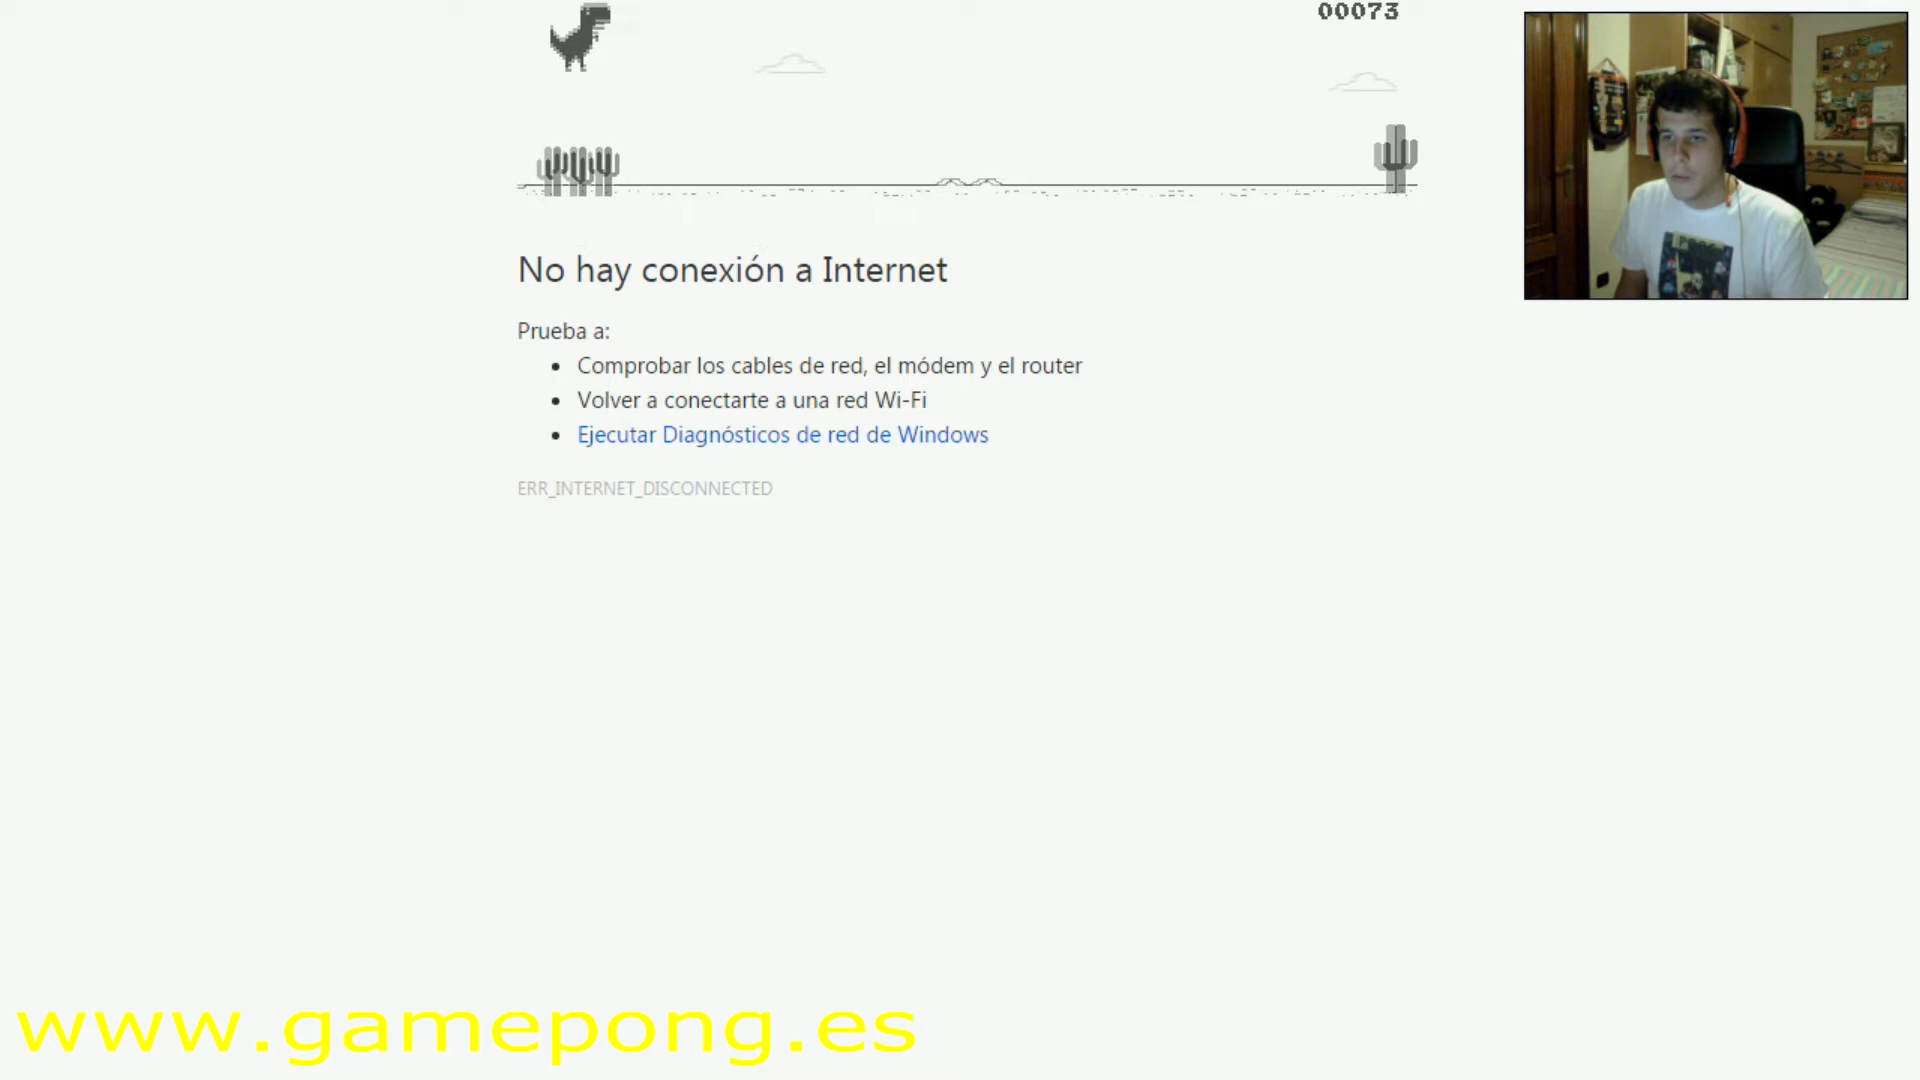 00073
No hay conexión a Internet
Prueba a:
Comprobar los cables de red, el módem y el router
Volver a conectarte a una red Wi-Fi
Ejecutar Diagnósticos de red de Windows
ERR_INTERNET_DISCONNECTED
www.gamepong.es